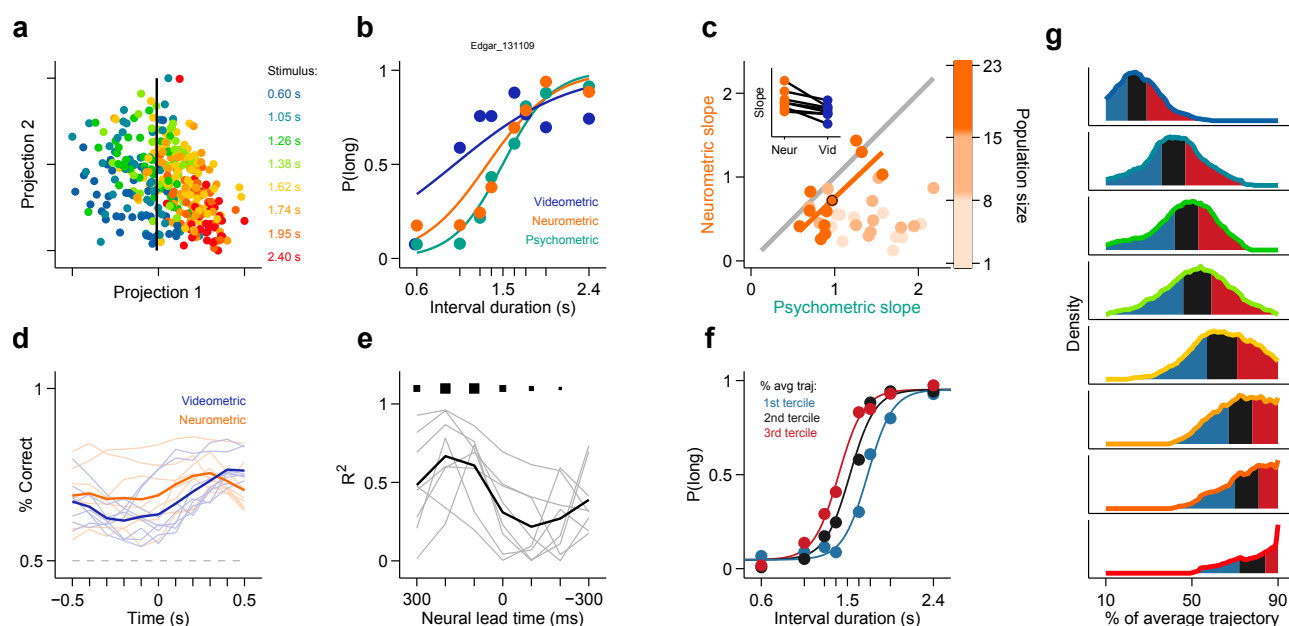 a
Projection 2
Projection 1
Stimulus:
0.60 s
1.05 s
1.26 s
1.38 s
1.62 s
1.74 s
1.95 s
2.40 s
b
Edgar_131109
P(long)
1
0.5
0
Videometric
Neurometric
Psychometric
0.6 1.5 2.4
Interval duration (s)
c
Neurometric slope
2
1
0
Slope
Neur Vid
0 1 2
Psychometric slope
23
15
8
1
Population size
g
Density
10 50 90
% of average trajectory
d
% Correct
1
0.5
Videometric
Neurometric
−0.5 0 0.5
Time (s)
e
R2
1
0.5
0
300 0 −300
Neural lead time (ms)
f
P(long)
1
0.5
0
% avg traj:
1st tercile
2nd tercile
3rd tercile
0.6 1.5 2.4
Interval duration (s)